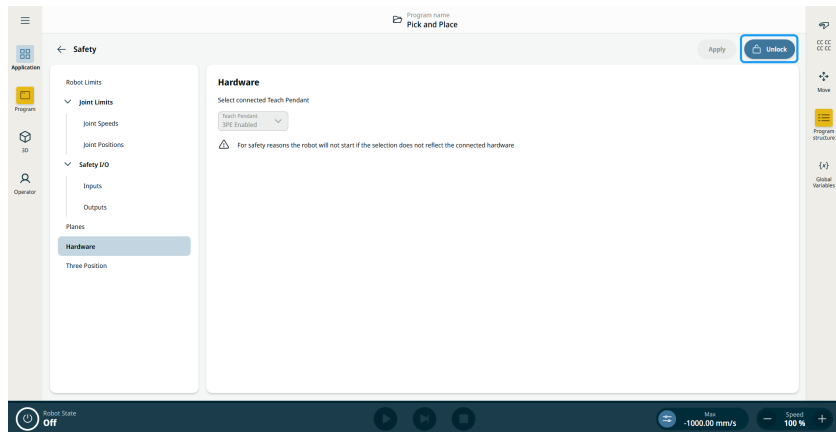 Program name
Pick and Place
Application
Program
3D
Operator
Safety
Apply
Unlock
Robot Limits
Joint Limits
Joint Speeds
Joint Positions
Safety I/O
Inputs
Outputs
Planes
Hardware
Three Position
Hardware
Select connected Teach Pendant
Teach Pendant
3PE Enabled
For safety reasons the robot will not start if the selection does not reflect the connected hardware
CC CC
CC CC
Move
Program
structure
{x}
Global
Variables
Robot State
Off
Max
-1000.00 mm/s
Speed
100 %